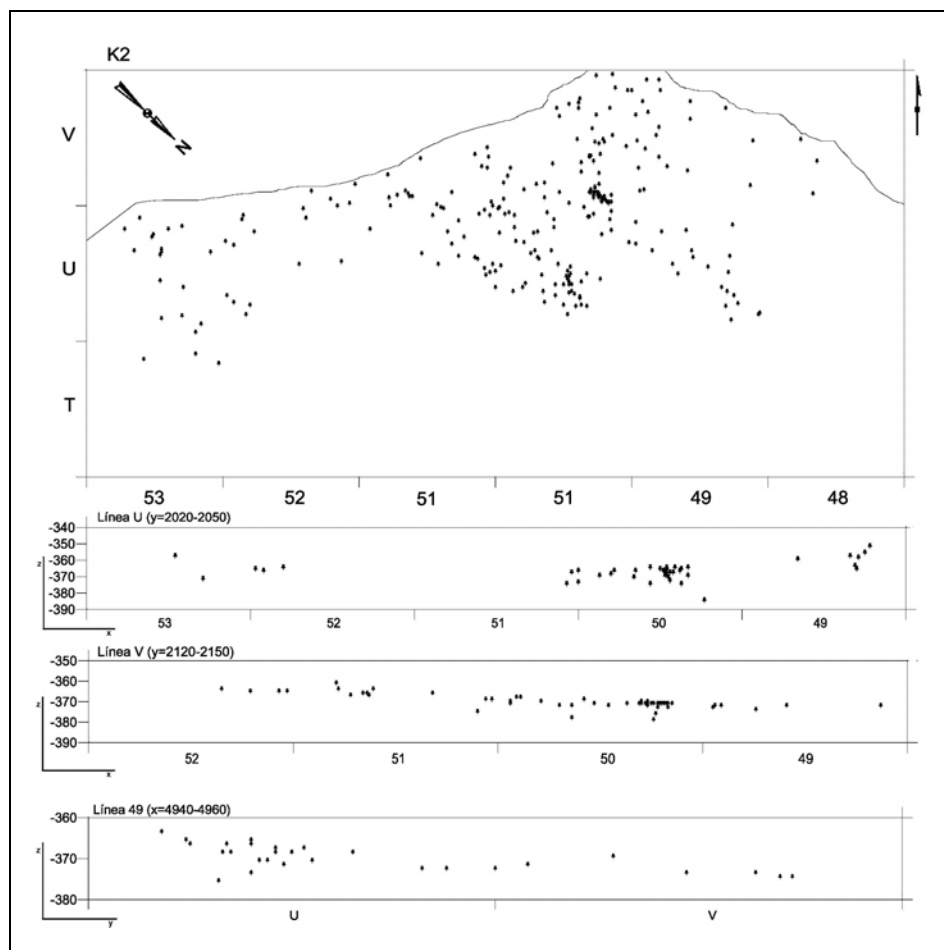 K2
N
V
U
T
53 52 51 51 49 48
Línea U (y=2020-2050)
-340
-350
-360
-370
-380
-390
z
x
53 52 51 50 49
Línea V (y=2120-2150)
-350
-360
-370
-380
-390
z
x
52 51 50 49
Línea 49 (x=4940-4960)
-360
-370
-380
z
y
U V